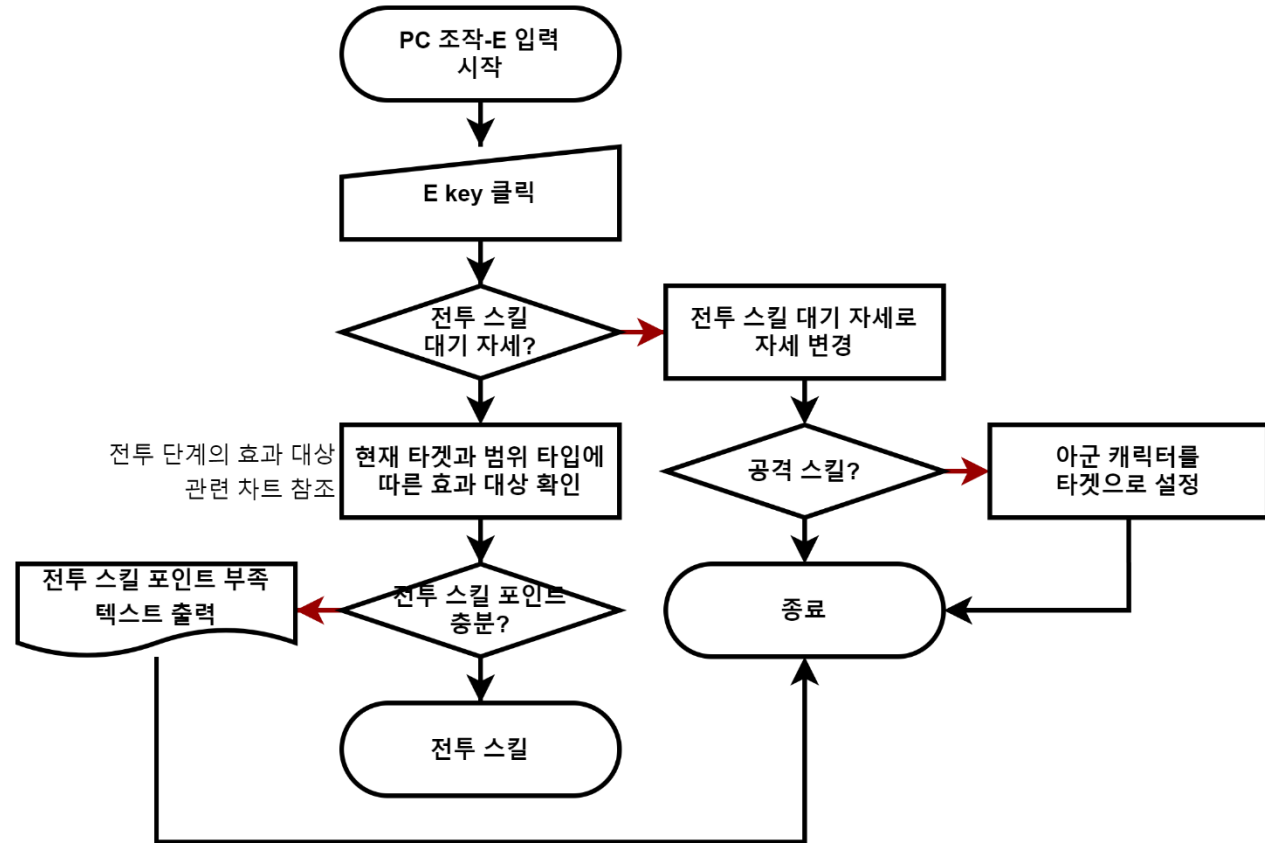 PC 조작-E 입력
시작
E key 클릭
전투 스킬
대기 자세?
전투 스킬 대기 자세로
자세 변경
전투 단계의 효과 대상
관련 차트 참조
현재 타겟과 범위 타입에
따른 효과 대상 확인
공격 스킬?
아군 캐릭터를
타겟으로 설정
전투 스킬 포인트 부족
텍스트 출력
전투 스킬 포인트
충분?
종료
전투 스킬